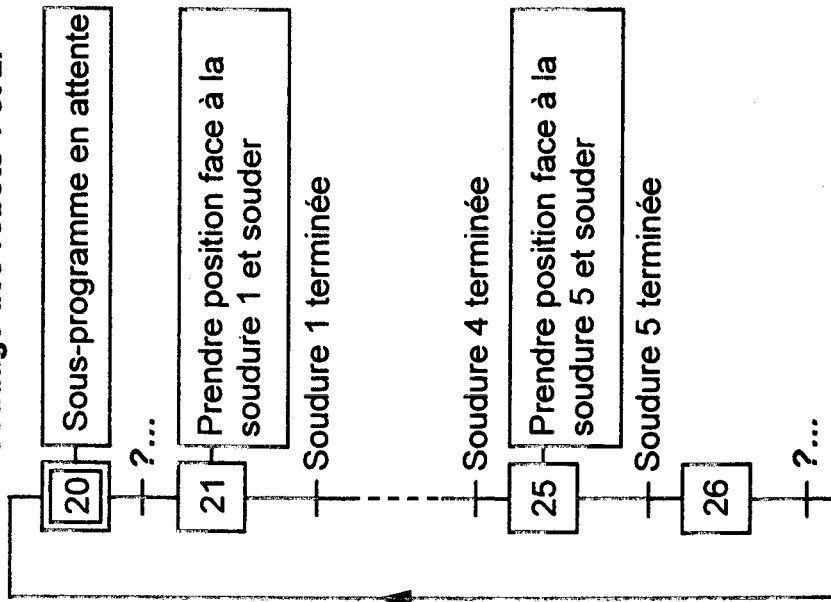 20
Sous-programme en attente
?...
21
Prendre position face à la
soudure 1 et souder
Soudure 1 terminée
Soudure 4 terminée
25
Prendre position face à la
soudure 5 et souder
Soudure 5 terminée
26
?...